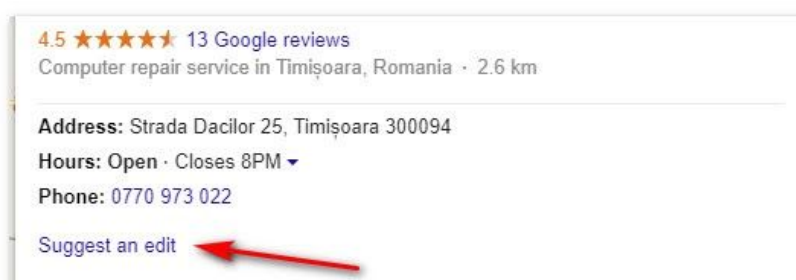 4.5 ★★★★★ 13 Google reviews
Computer repair service in Timișoara, Romania · 2.6 km
Address: Strada Dacilor 25, Timișoara 300094
Hours: Open · Closes 8PM ▾
Phone: 0770 973 022
Suggest an edit